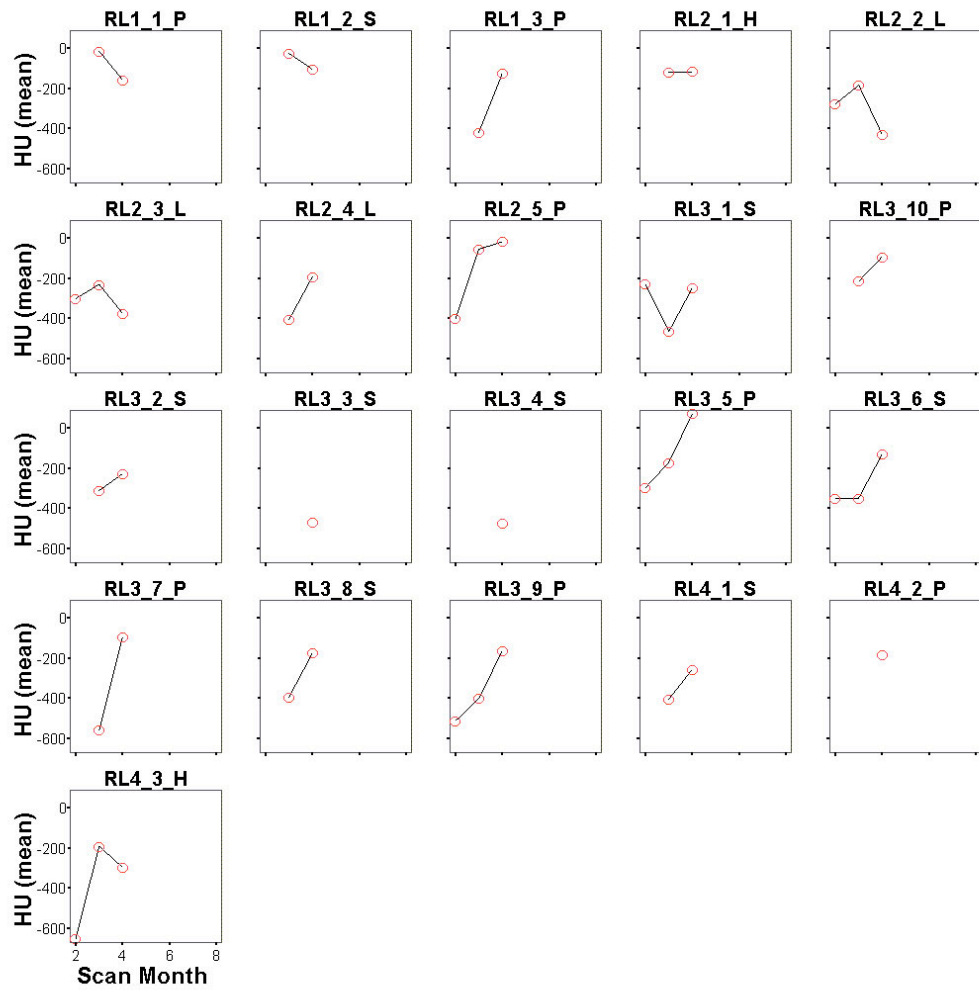 RL1_1_P RL1_2_S RL1_3_P RL2_1_H RL2_2_L
HU (mean)
0
-200
-400
-600
RL2_3_L RL2_4_L RL2_5_P RL3_1_S RL3_10_P
HU (mean)
0
-200
-400
-600
RL3_2_S RL3_3_S RL3_4_S RL3_5_P RL3_6_S
HU (mean)
0
-200
-400
-600
RL3_7_P RL3_8_S RL3_9_P RL4_1_S RL4_2_P
HU (mean)
0
-200
-400
-600
RL4_3_H
HU (mean)
0
-200
-400
-600
2 4 6 8
Scan Month